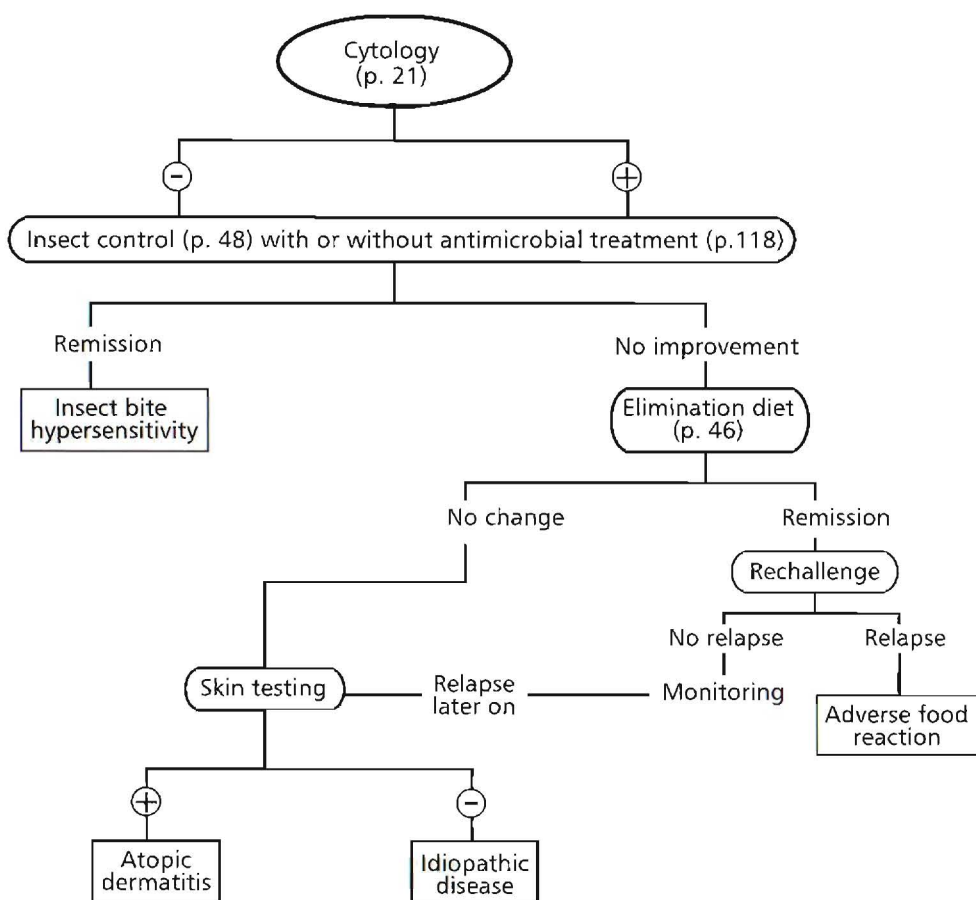 Cytology
(p. 21)
-
+
Insect control (p. 48) with or without antimicrobial treatment (p.118)
Remission
No improvement
Insect bite
hypersensitivity
Elimination diet
(p. 46)
No change
Remission
Rechallenge
No relapse
Relapse
Skin testing
Relapse
later on
Monitoring
Adverse food
reaction
+
-
Atopic
dermatitis
Idiopathic
disease